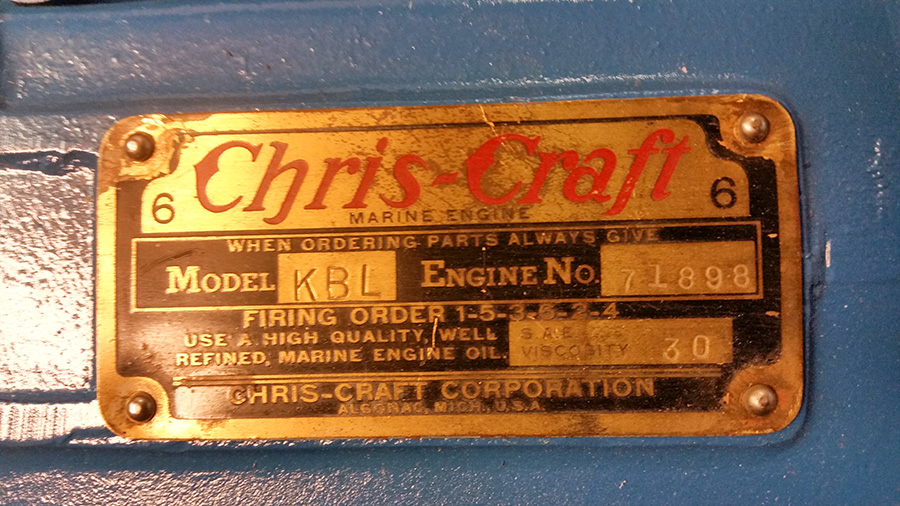 Chris-Craft
6 6
MARINE ENGINE
WHEN ORDERING PARTS ALWAYS GIVE
MODEL KBL ENGINE NO. 71898
FIRING ORDER 1-5-3-6-2-4
USE A HIGH QUALITY, WELL
REFINED, MARINE ENGINE OIL.
S.A.E.
VISCOSITY 30
CHRIS-CRAFT CORPORATION
ALGONAC, MICH., U.S.A.